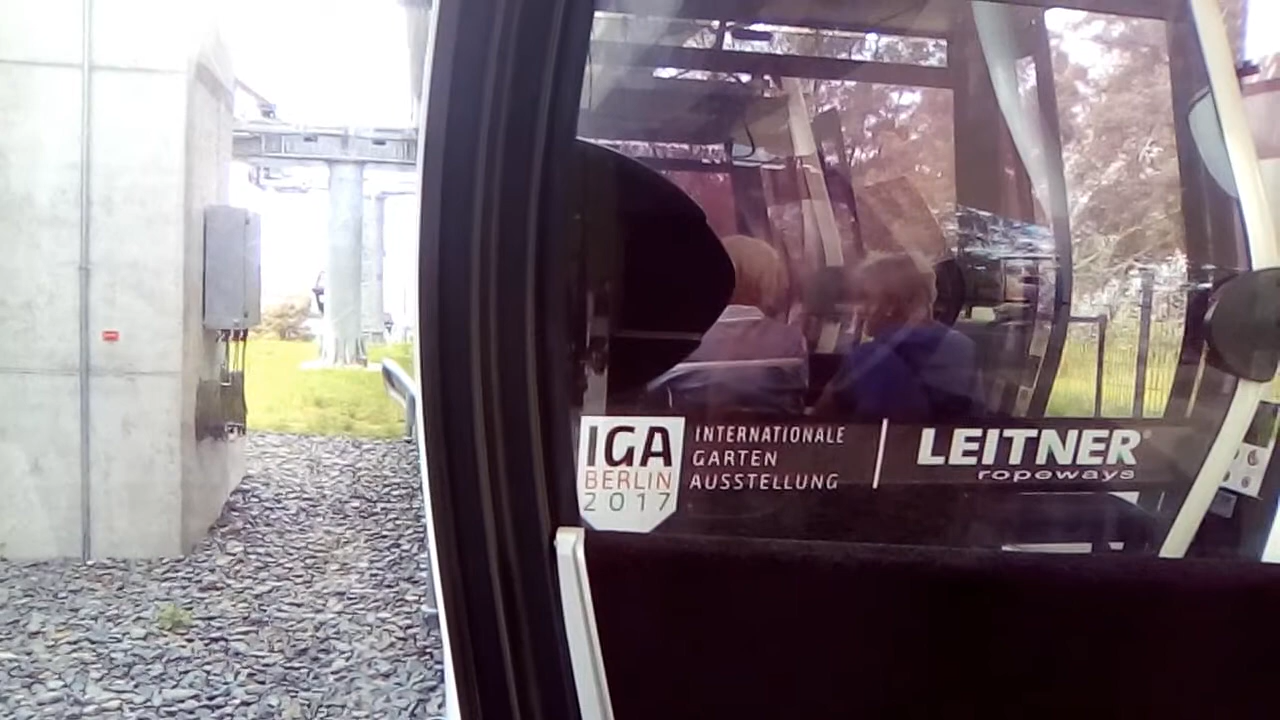 IGA
BERLIN
2017
INTERNATIONALE
GARTEN
AUSSTELLUNG
LEITNER®
ropeways